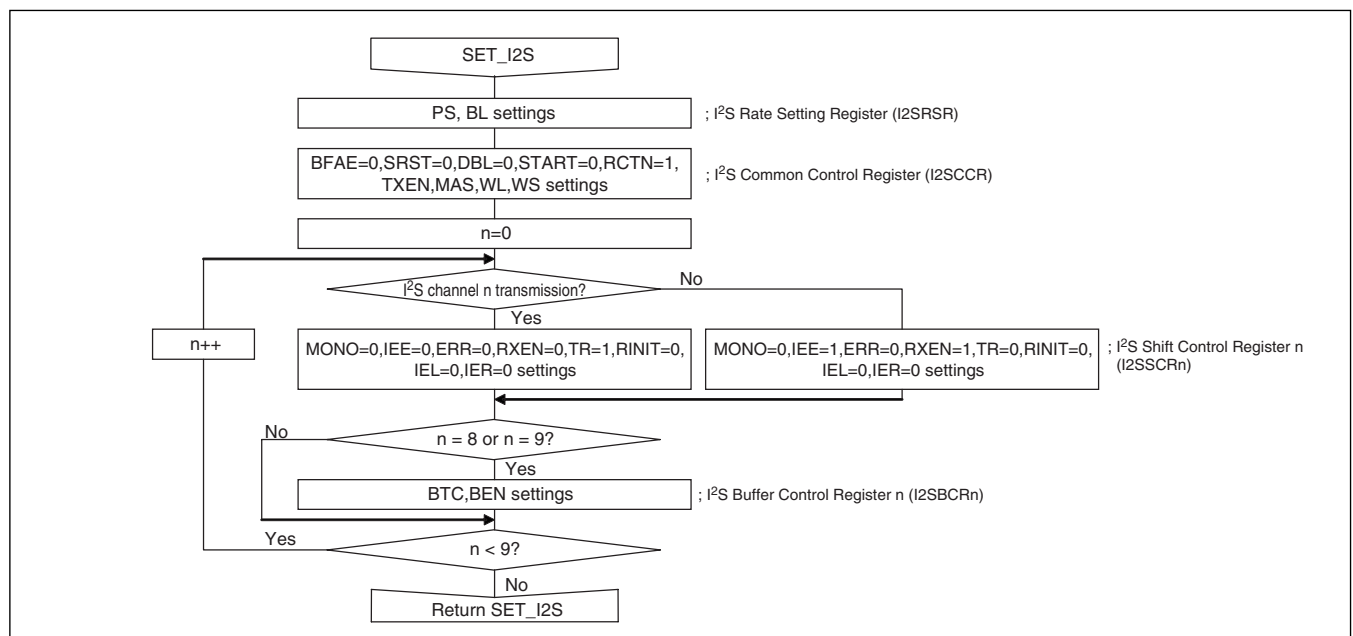 SET_I2S
PS, BL settings
; I²S Rate Setting Register (I2SRSR)
BFAE=0,SRST=0,DBL=0,START=0,RCTN=1,
TXEN,MAS,WL,WS settings
; I²S Common Control Register (I2SCCR)
n=0
I²S channel n transmission?
No
Yes
n++
MONO=0,IEE=0,ERR=0,RXEN=0,TR=1,RINIT=0,
IEL=0,IER=0 settings
MONO=0,IEE=1,ERR=0,RXEN=1,TR=0,RINIT=0,
IEL=0,IER=0 settings
; I²S Shift Control Register n
(I2SSCRn)
No
n = 8 or n = 9?
Yes
BTC,BEN settings
; I²S Buffer Control Register n (I2SBCRn)
Yes
n < 9?
No
Return SET_I2S